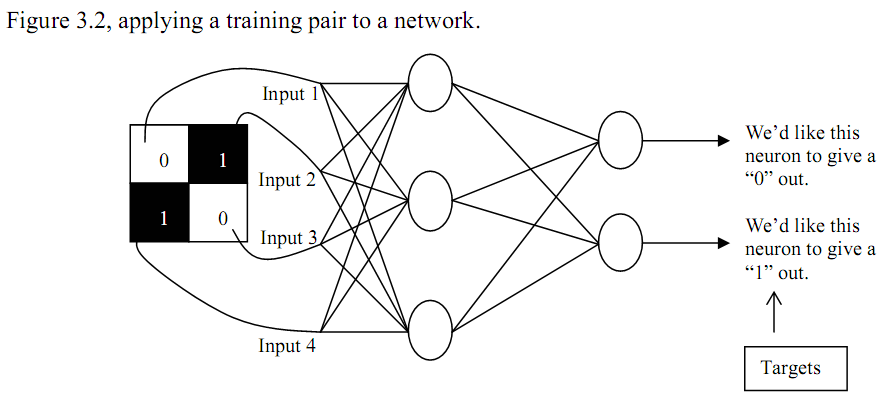 Figure 3.2, applying a training pair to a network.
Input 1
0 1
Input 2
1 0
Input 3
Input 4
We’d like this
neuron to give a
“0” out.
We’d like this
neuron to give a
“1” out.
Targets